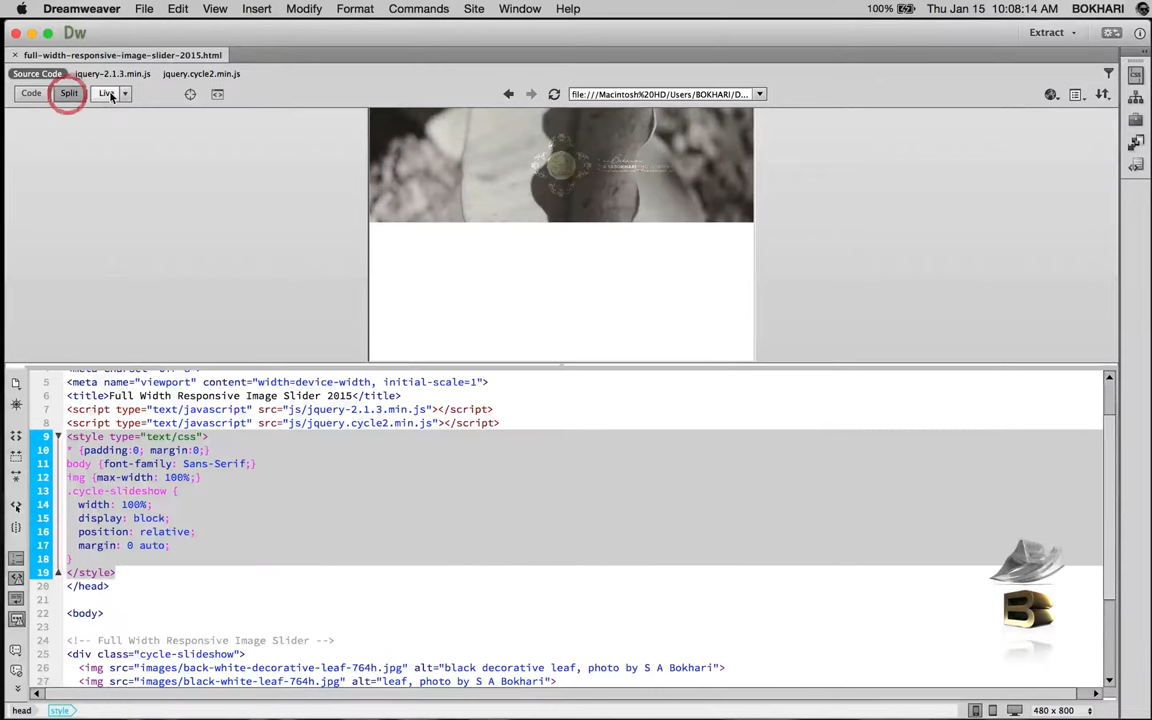 Dreamweaver File Edit View Insert Modify Format Commands Site Window Help 100% Thu Jan 15 10:08:14 AM BOKHARI
Dw Extract
× full-width-responsive-image-slider-2015.html
Source Code jquery-2.1.3.min.js jquery.cycle2.min.js
Code Split Live file:///Macintosh%20HD/Users/BOKHARI/D...
5 <meta name="viewport" content="width=device-width, initial-scale=1">
6 <title>Full Width Responsive Image Slider 2015</title>
7 <script type="text/javascript" src="js/jquery-2.1.3.min.js"></script>
8 <script type="text/javascript" src="js/jquery.cycle2.min.js"></script>
9 <style type="text/css">
10 * {padding:0; margin:0;}
11 body {font-family: Sans-Serif;}
12 img {max-width: 100%;}
13 .cycle-slideshow {
14 width: 100%;
15 display: block;
16 position: relative;
17 margin: 0 auto;
18 }
19 </style>
20 </head>
21
22 <body>
23
24 <!-- Full Width Responsive Image Slider -->
25 <div class="cycle-slideshow">
26 <img src="images/back-white-decorative-leaf-764h.jpg" alt="black decorative leaf, photo by S A Bokhari">
27 <img src="images/black-white-leaf-764h.jpg" alt="leaf, photo by S A Bokhari">
B
head style 480 x 800